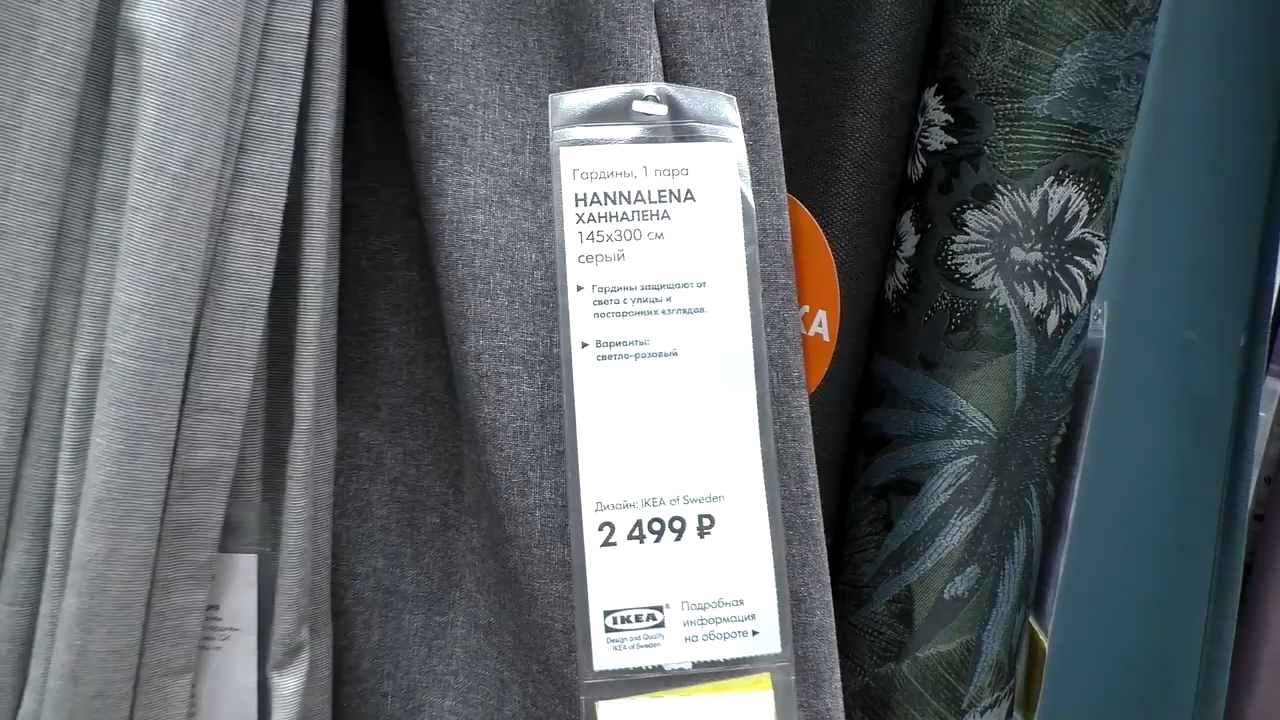 Гардины, 1 пара
HANNALENA
ХАННАЛЕНА
145x300 см
серый
▶ Гардины защищают от
света с улицы и
посторонних взглядов.
▶ Варианты:
светло-розовый
Дизайн: IKEA of Sweden
2 499 ₽
IKEA®
Design and Quality
IKEA of Sweden
Подробная
информация
на обороте ▶
КА